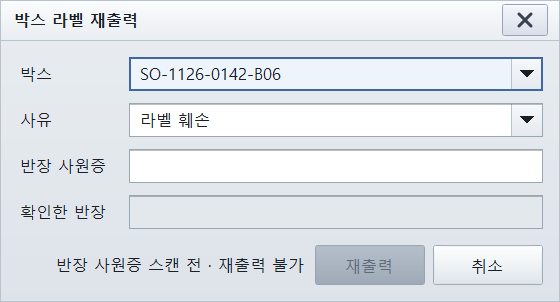 박스 라벨 재출력
박스
SO-1126-0142-B06
사유
라벨 훼손
반장 사원증
확인한 반장
반장 사원증 스캔 전 · 재출력 불가
재출력
취소